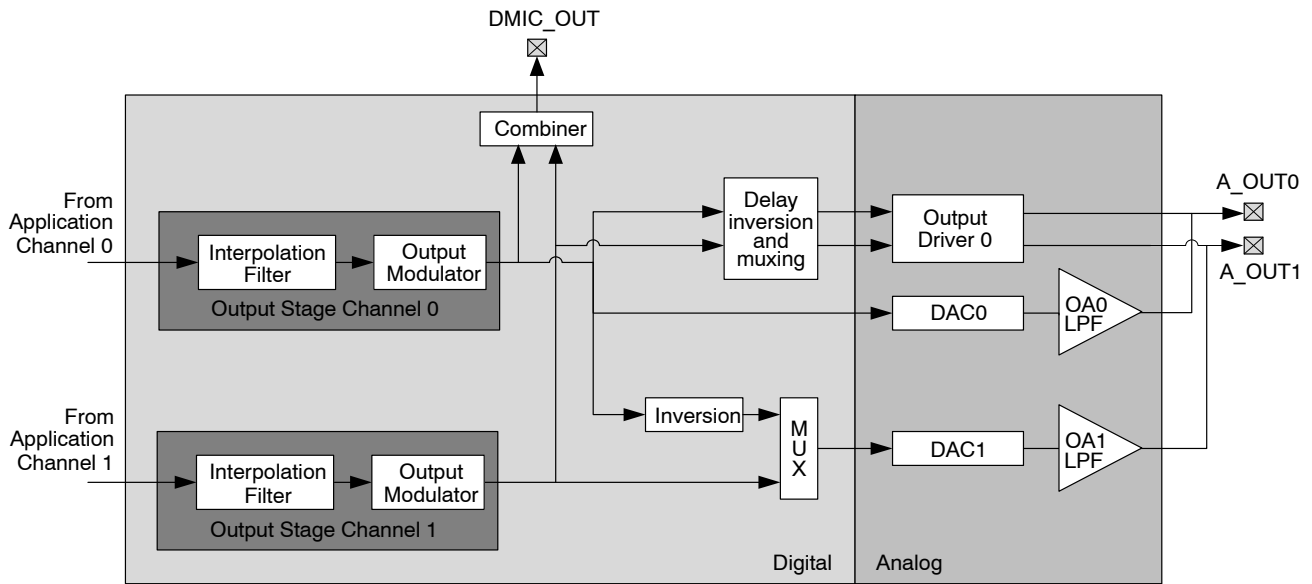 DMIC_OUT
Combiner
From
Application
Channel 0
Interpolation
Filter
Output
Modulator
Output Stage Channel 0
Delay
inversion
and
muxing
Output
Driver 0
A_OUT0
A_OUT1
DAC0
OA0
LPF
From
Application
Channel 1
Interpolation
Filter
Output
Modulator
Output Stage Channel 1
Inversion
M
U
X
DAC1
OA1
LPF
Digital
Analog